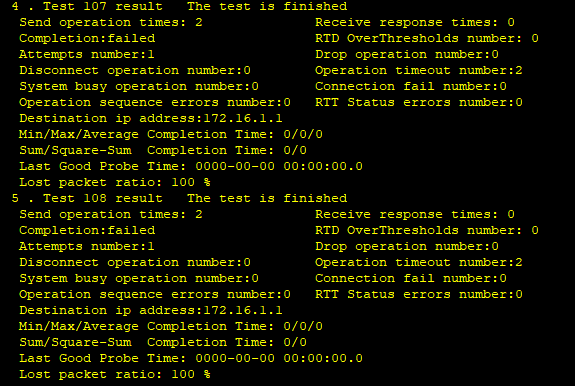 4 . Test 107 result   The test is finished
Send operation times: 2              Receive response times: 0
Completion:failed                    RTD OverThresholds number: 0
Attempts number:1                    Drop operation number:0
Disconnect operation number:0        Operation timeout number:2
System busy operation number:0       Connection fail number:0
Operation sequence errors number:0   RTT Status errors number:0
Destination ip address:172.16.1.1
Min/Max/Average Completion Time: 0/0/0
Sum/Square-Sum  Completion Time: 0/0
Last Good Probe Time: 0000-00-00 00:00:00.0
Lost packet ratio: 100 %
5 . Test 108 result   The test is finished
Send operation times: 2              Receive response times: 0
Completion:failed                    RTD OverThresholds number: 0
Attempts number:1                    Drop operation number:0
Disconnect operation number:0        Operation timeout number:2
System busy operation number:0       Connection fail number:0
Operation sequence errors number:0   RTT Status errors number:0
Destination ip address:172.16.1.1
Min/Max/Average Completion Time: 0/0/0
Sum/Square-Sum  Completion Time: 0/0
Last Good Probe Time: 0000-00-00 00:00:00.0
Lost packet ratio: 100 %